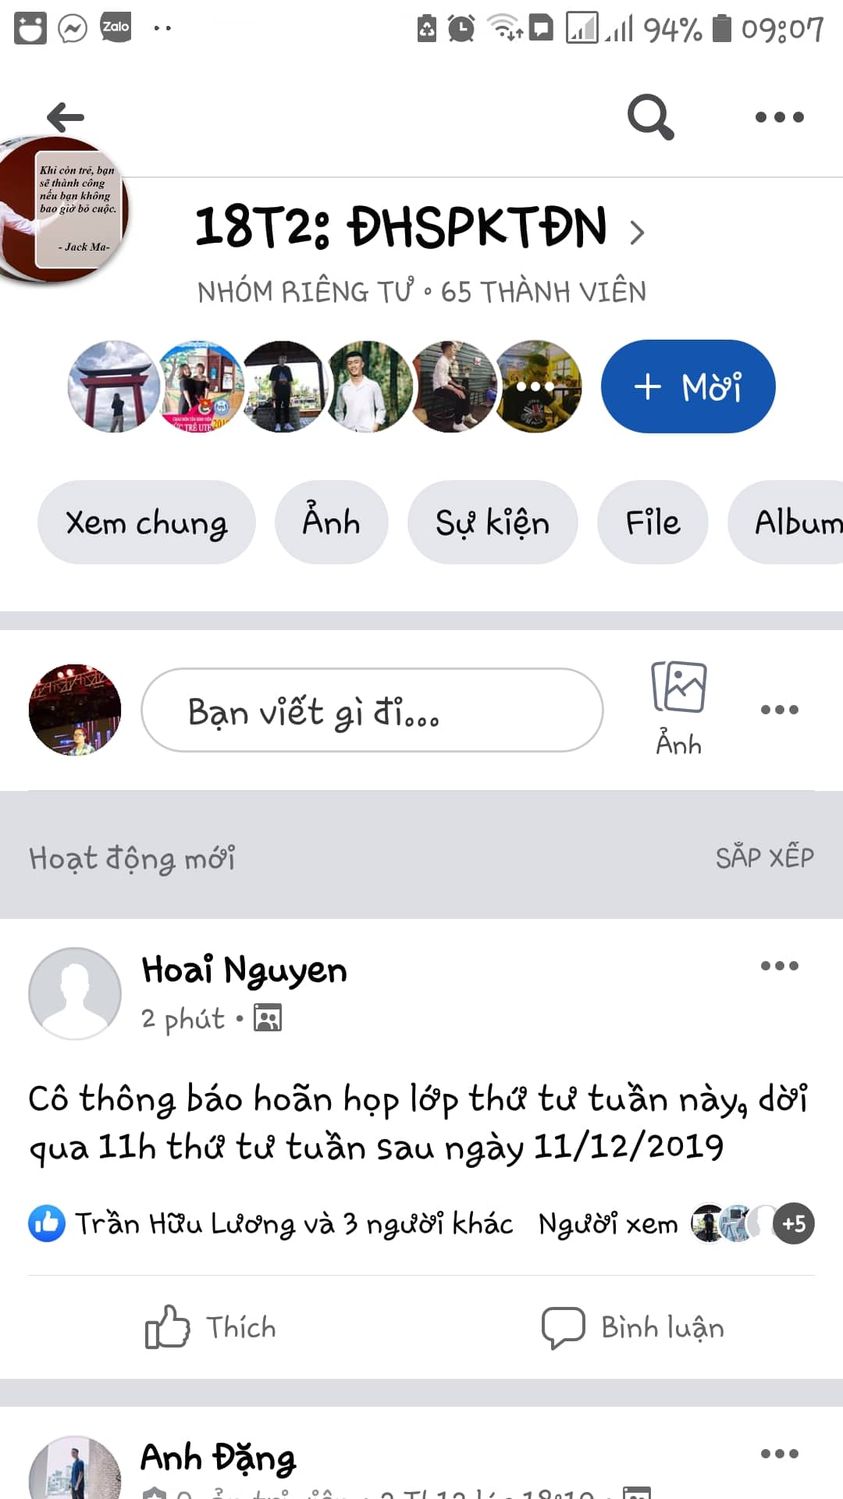 Zalo
94% 09:07
Khi còn trẻ, bạn
sẽ thành công
nếu bạn không
bao giờ bỏ cuộc.
- Jack Ma-
18T2: ĐHSPKTĐN
NHÓM RIÊNG TƯ • 65 THÀNH VIÊN
+ Mời
Xem chung Ảnh Sự kiện File Album
Bạn viết gì đi...
Ảnh
Hoạt động mới SẮP XẾP
Hoai Nguyen
2 phút •
Cô thông báo hoãn họp lớp thứ tư tuần này, dời
qua 11h thứ tư tuần sau ngày 11/12/2019
Trần Hữu Lương và 3 người khác Người xem +5
Thích Bình luận
Anh Đặng